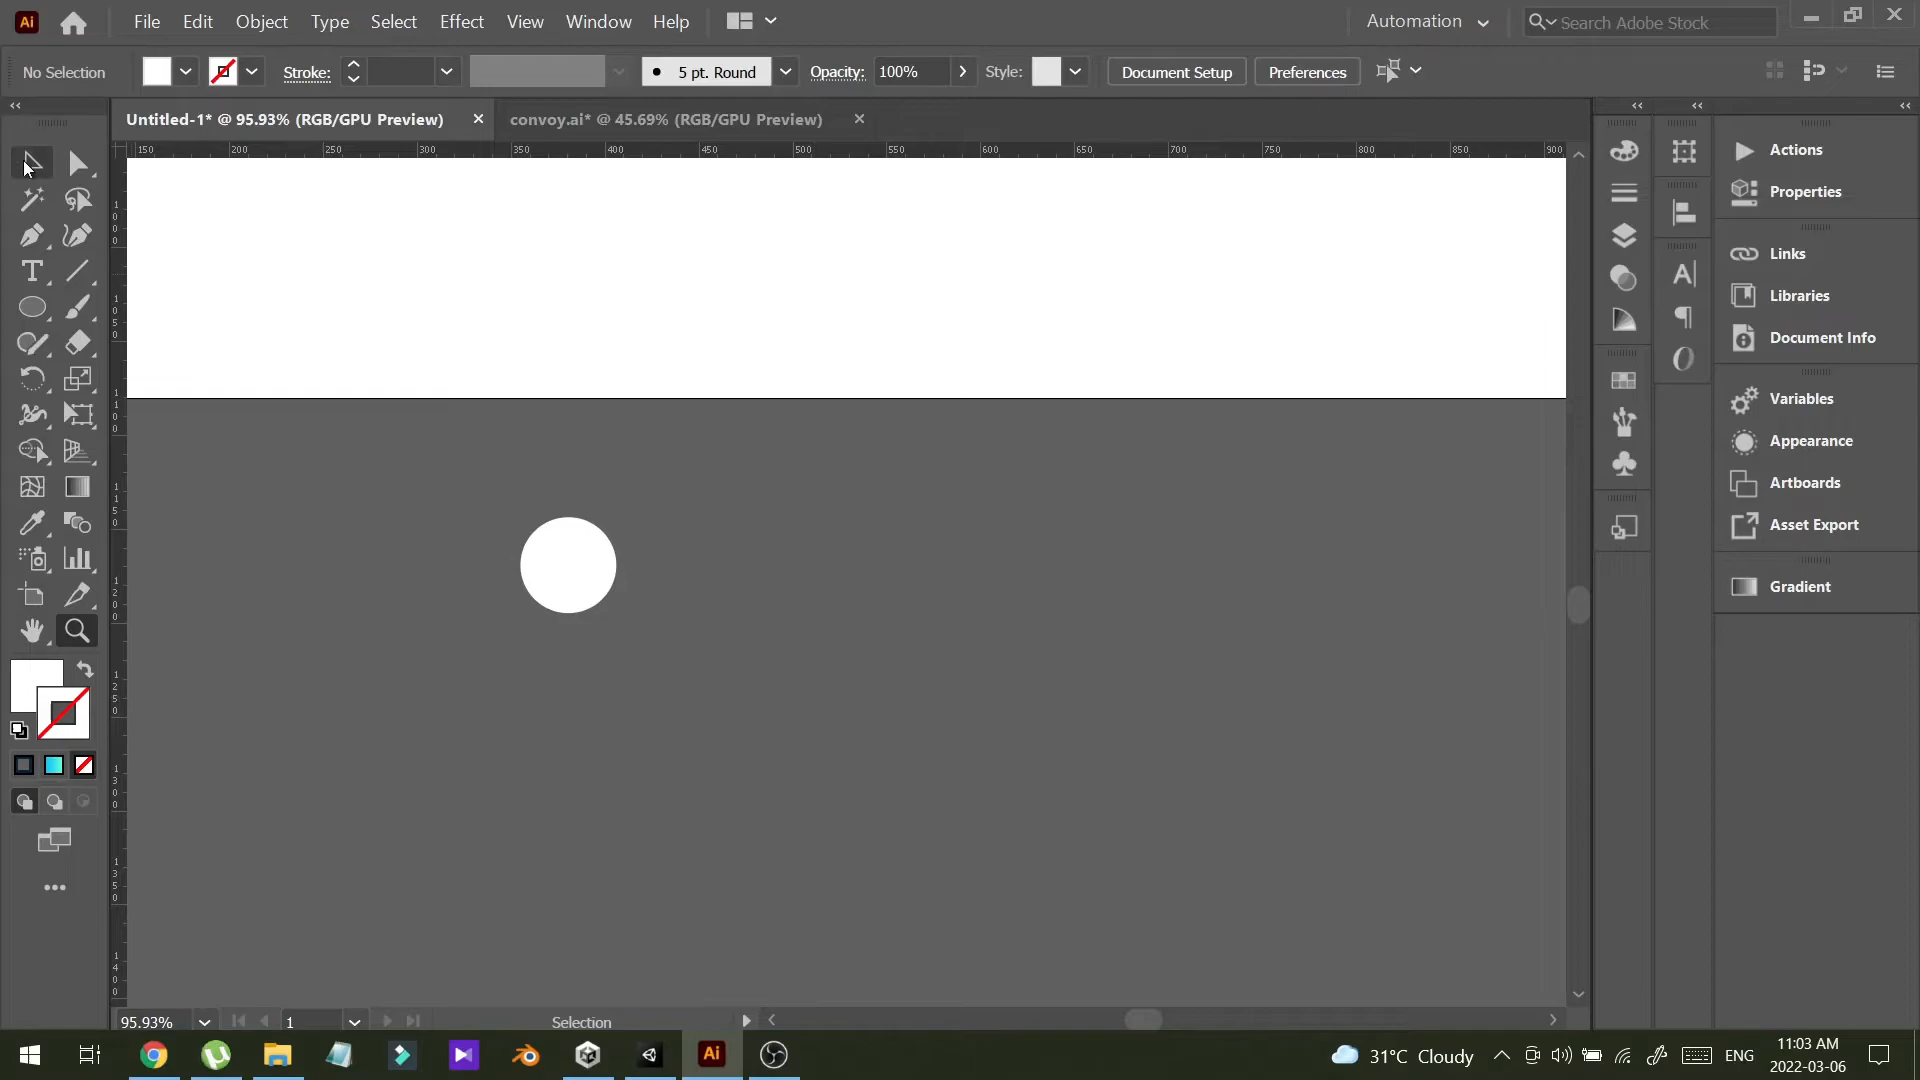 Ai File Edit Object Type Select Effect View Window Help Automation Search Adobe Stock
No Selection Stroke: 5 pt. Round Opacity: 100% Style: Document Setup Preferences
Untitled-1* @ 95.93% (RGB/GPU Preview) convoy.ai* @ 45.69% (RGB/GPU Preview)
150 200 250 300 350 400 450 500 550 600 650 700 750 800 850 900
Actions
Properties
Links
Libraries
Document Info
Variables
Appearance
Artboards
Asset Export
Gradient
95.93% 1 Selection
Ai 31°C Cloudy ENG 11:03 AM
2022-03-06